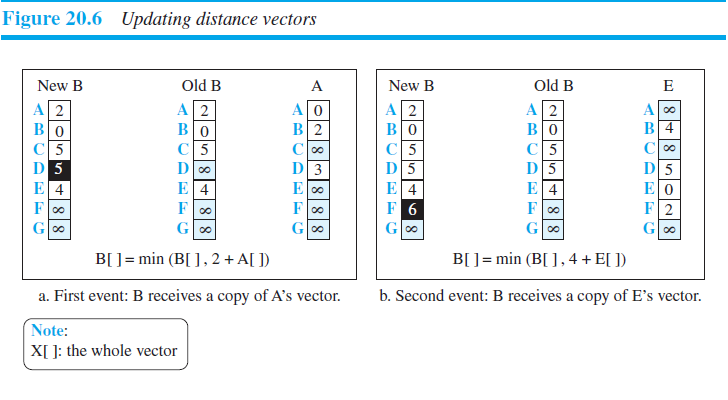 Figure 20.6 Updating distance vectors
New B Old B A New B Old B E
A 2 A 2 A 0 A 2 A 2 A ∞
B 0 B 0 B 2 B 0 B 0 B 4
C 5 C 5 C ∞ C 5 C 5 C ∞
D 5 D ∞ D 3 D 5 D 5 D 5
E 4 E 4 E ∞ E 4 E 4 E 0
F ∞ F ∞ F ∞ F 6 F ∞ F 2
G ∞ G ∞ G ∞ G ∞ G ∞ G ∞
B[ ] = min (B[ ] , 2 + A[ ]) B[ ] = min (B[ ] , 4 + E[ ])
a. First event: B receives a copy of A’s vector. b. Second event: B receives a copy of E’s vector.
Note:
X[ ]: the whole vector